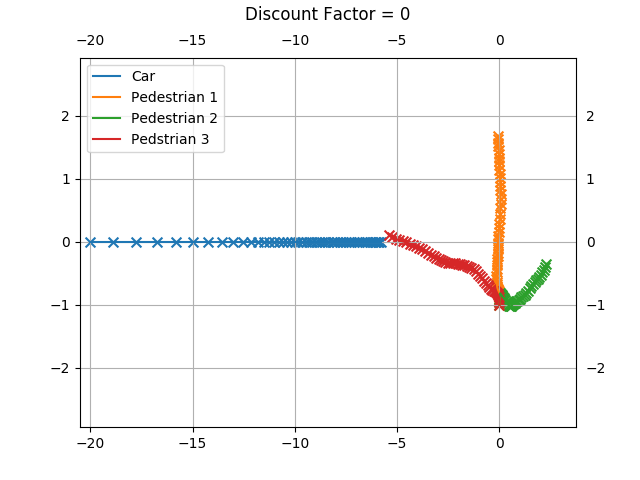 Discount Factor = 0
−20 −15 −10 −5 0
Car
Pedestrian 1
Pedestrian 2
Pedstrian 3
2 2
1 1
0 0
−1 −1
−2 −2
−20 −15 −10 −5 0